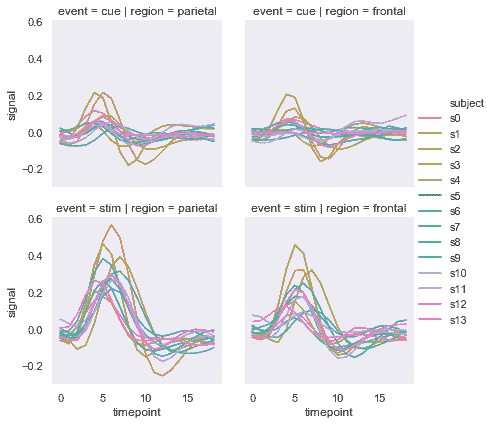 event = cue | region = parietal
event = cue | region = frontal
signal
0.6
0.4
0.2
0.0
−0.2
event = stim | region = parietal
event = stim | region = frontal
signal
0.6
0.4
0.2
0.0
−0.2
0
5
10
15
0
5
10
15
timepoint
timepoint
subject
s0
s1
s2
s3
s4
s5
s6
s7
s8
s9
s10
s11
s12
s13